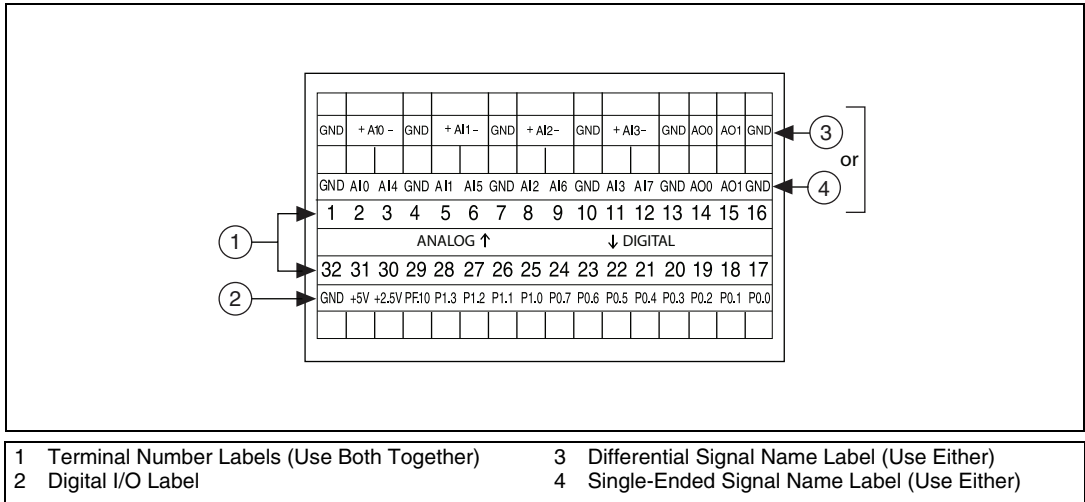 GND + AI0 - GND + AI1 - GND + AI2- GND + AI3- GND AO0 AO1 GND
3
or
GND AI0 AI4 GND AI1 AI5 GND AI2 AI6 GND AI3 AI7 GND AO0 AO1 GND
4
1 2 3 4 5 6 7 8 9 10 11 12 13 14 15 16
1
ANALOG ↑ ↓ DIGITAL
32 31 30 29 28 27 26 25 24 23 22 21 20 19 18 17
2
GND +5V +2.5V PFI0 P1.3 P1.2 P1.1 P1.0 P0.7 P0.6 P0.5 P0.4 P0.3 P0.2 P0.1 P0.0
1 Terminal Number Labels (Use Both Together)
2 Digital I/O Label
3 Differential Signal Name Label (Use Either)
4 Single-Ended Signal Name Label (Use Either)